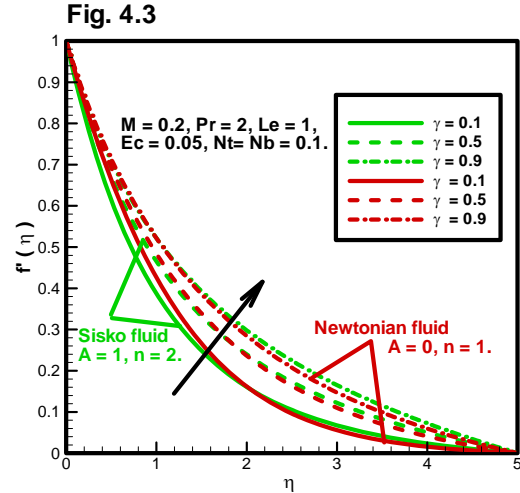 Fig. 4.3
1
0.9
0.8
0.7
0.6
0.5
0.4
0.3
0.2
0.1
0
f' ( η )
M = 0.2, Pr = 2, Le = 1,
Ec = 0.05, Nt= Nb = 0.1.
γ = 0.1
γ = 0.5
γ = 0.9
γ = 0.1
γ = 0.5
γ = 0.9
Sisko fluid
A = 1, n = 2.
Newtonian fluid
A = 0, n = 1.
0 1 2 3 4 5
η